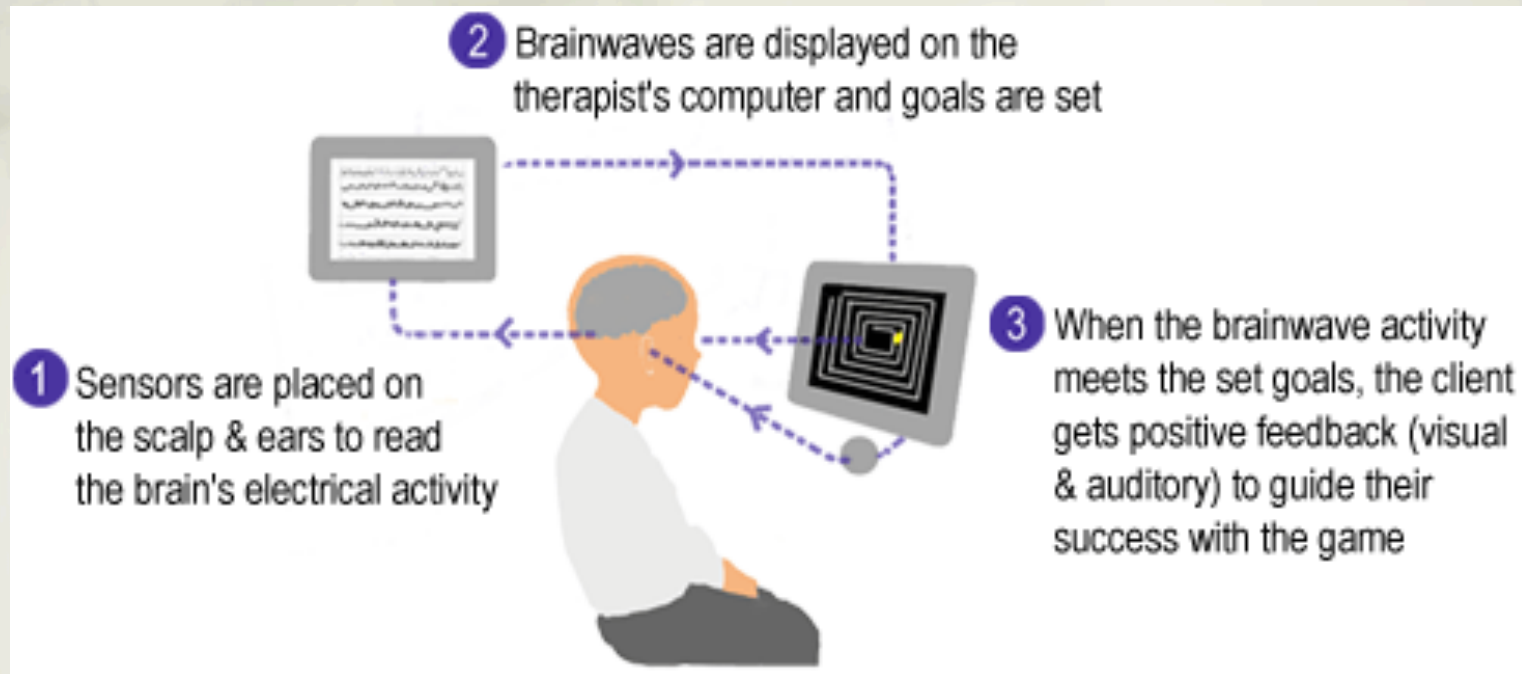 2 Brainwaves are displayed on the
therapist's computer and goals are set
1 Sensors are placed on
the scalp & ears to read
the brain's electrical activity
3 When the brainwave activity
meets the set goals, the client
gets positive feedback (visual
& auditory) to guide their
success with the game